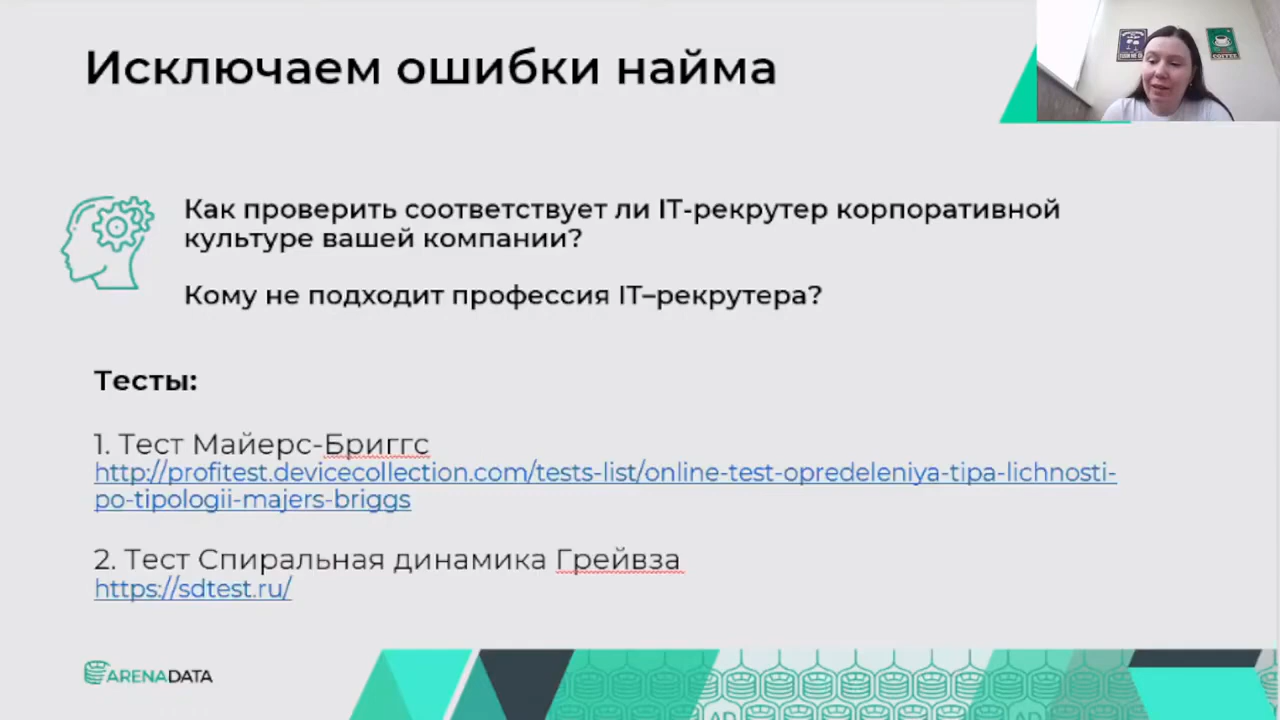 Исключаем ошибки найма
COFFEE
Как проверить соответствует ли IT-рекрутер корпоративной
культуре вашей компании?
Кому не подходит профессия IT–рекрутера?
Тесты:
1. Тест Майерс-Бриггс
http://profitest.devicecollection.com/tests-list/online-test-opredeleniya-tipa-lichnosti-
po-tipologii-majers-briggs
2. Тест Спиральная динамика Грейвза
https://sdtest.ru/
ARENADATA